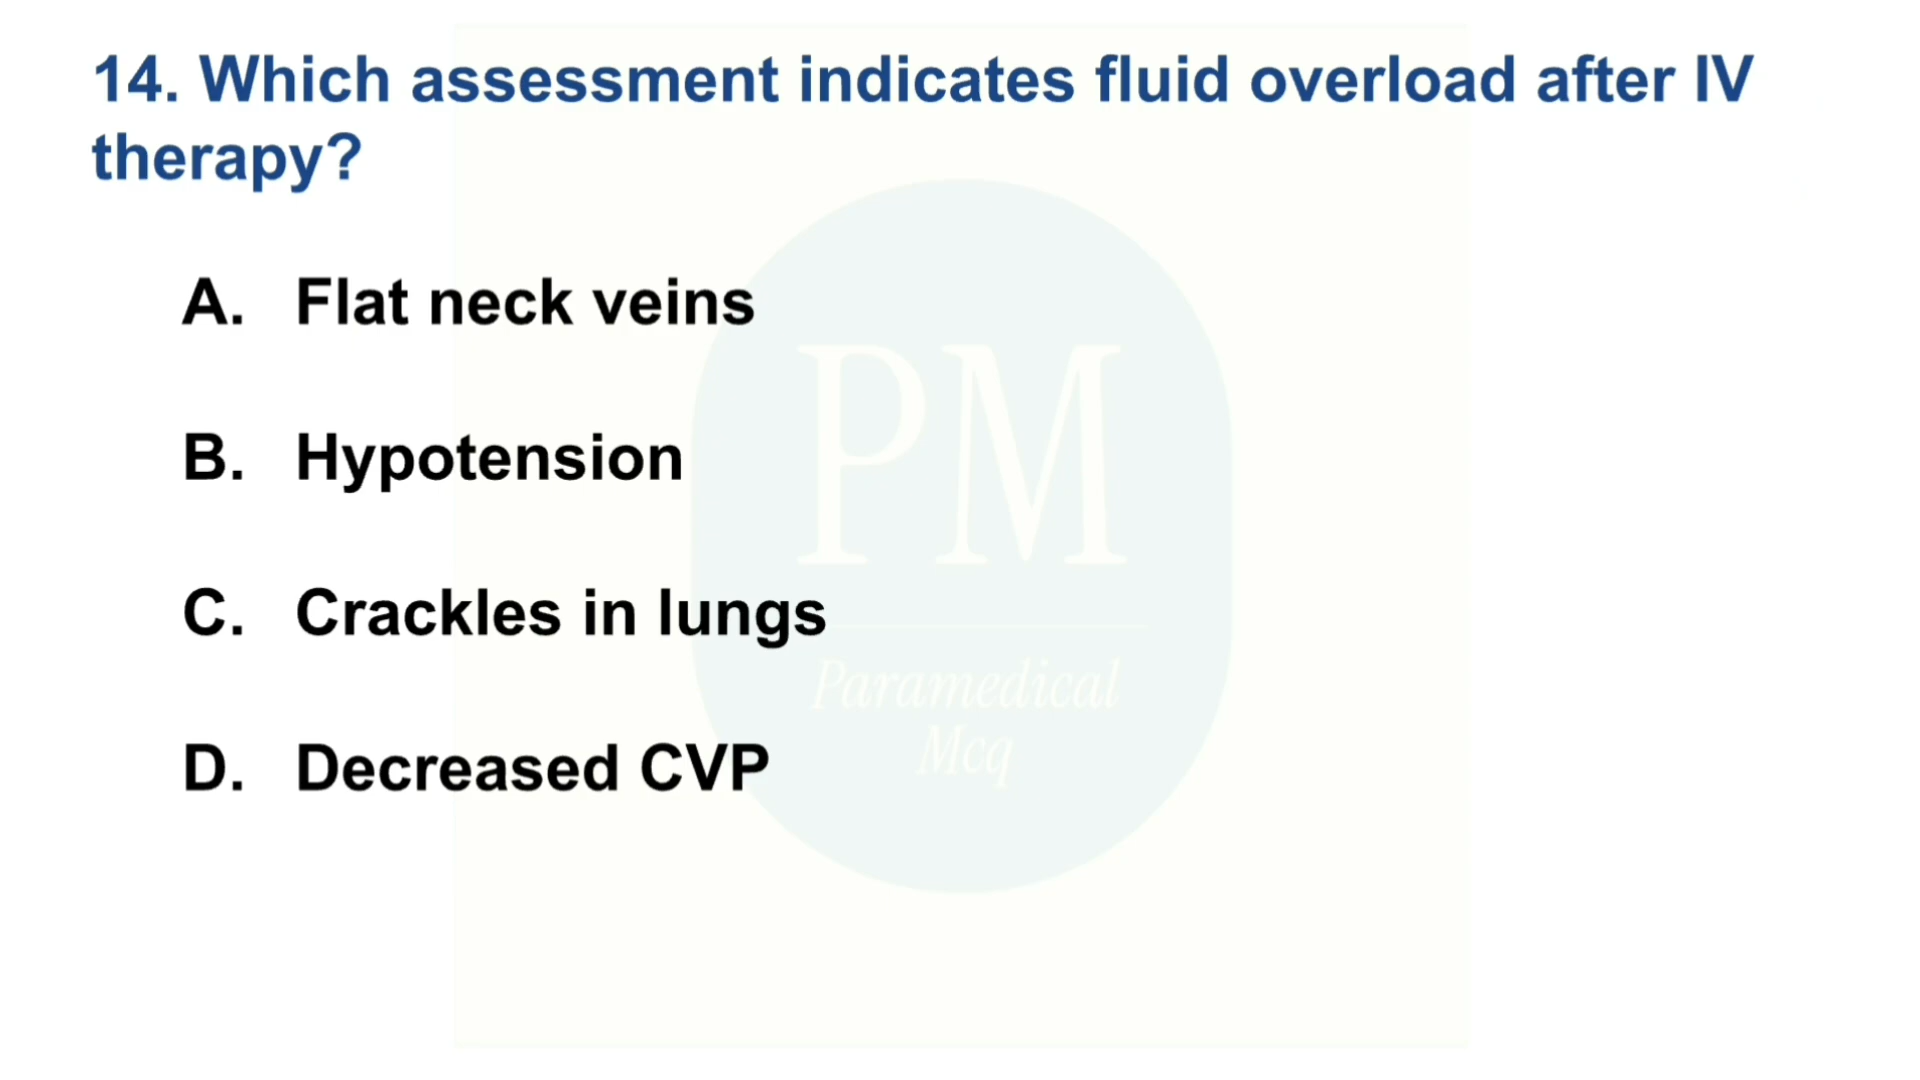 14. Which assessment indicates fluid overload after IV
therapy?
A. Flat neck veins
B. Hypotension
C. Crackles in lungs
D. Decreased CVP
PM
Paramedical
Mcq